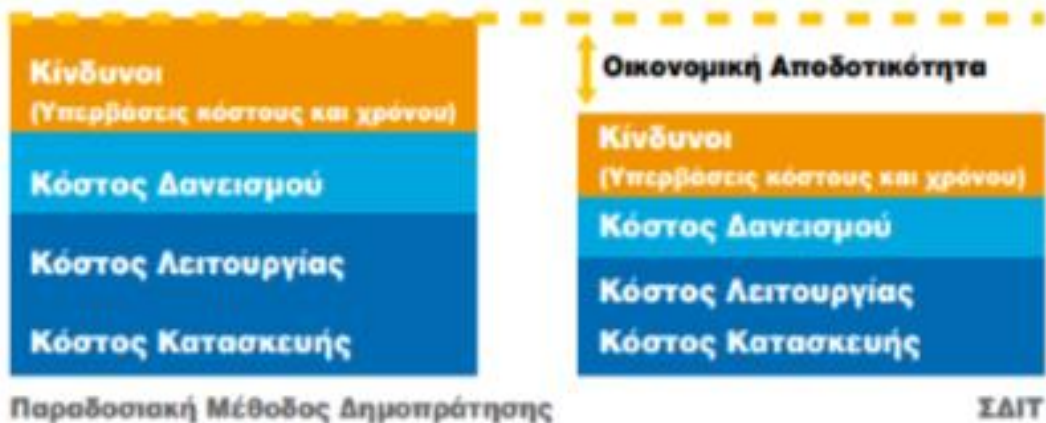 Κίνδυνοι
(Υπερβάσεις κόστους και χρόνου)
Κόστος Δανεισμού
Κόστος Λειτουργίας
Κόστος Κατασκευής
Παραδοσιακή Μέθοδος Δημοπράτησης
Οικονομική Αποδοτικότητα
Κίνδυνοι
(Υπερβάσεις κόστους και χρόνου)
Κόστος Δανεισμού
Κόστος Λειτουργίας
Κόστος Κατασκευής
ΣΔΙΤ